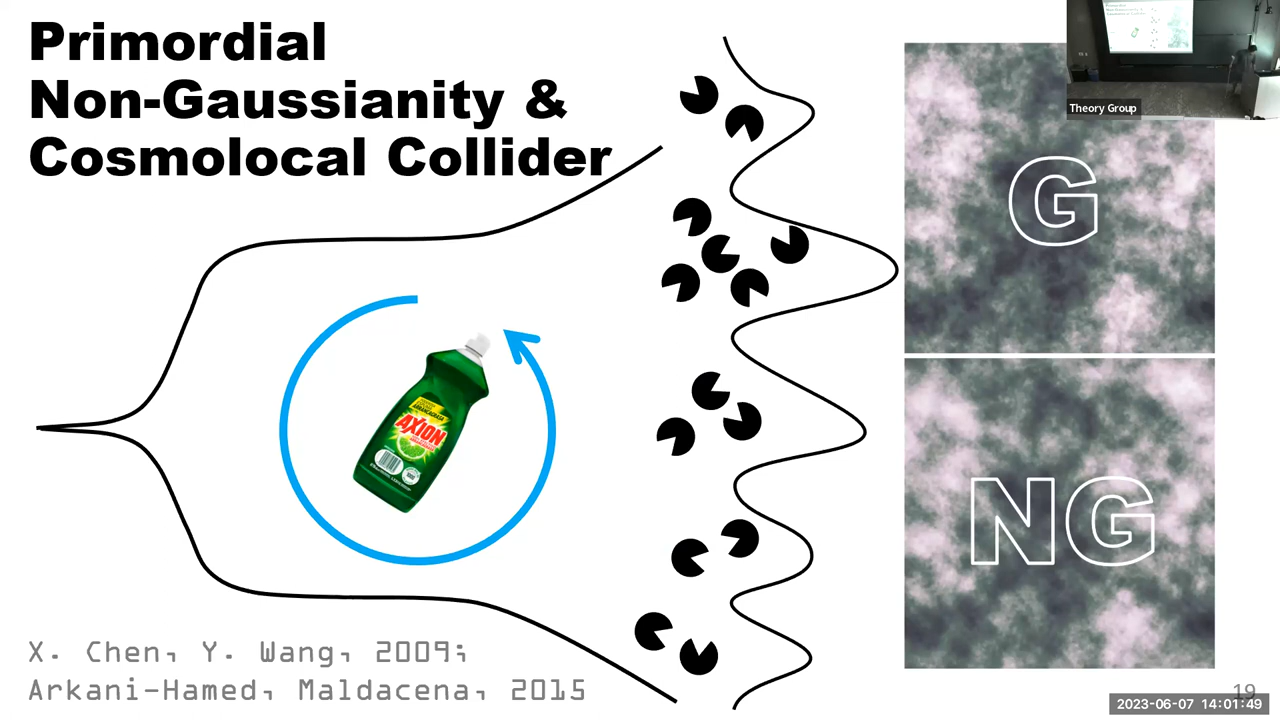 Primordial
Non-Gaussianity &
Cosmolocal Collider
Theory Group
G
AXION
NG
X. Chen, Y. Wang, 2009;
Arkani-Hamed, Maldacena, 2015
19
2023-06-07 14:01:49